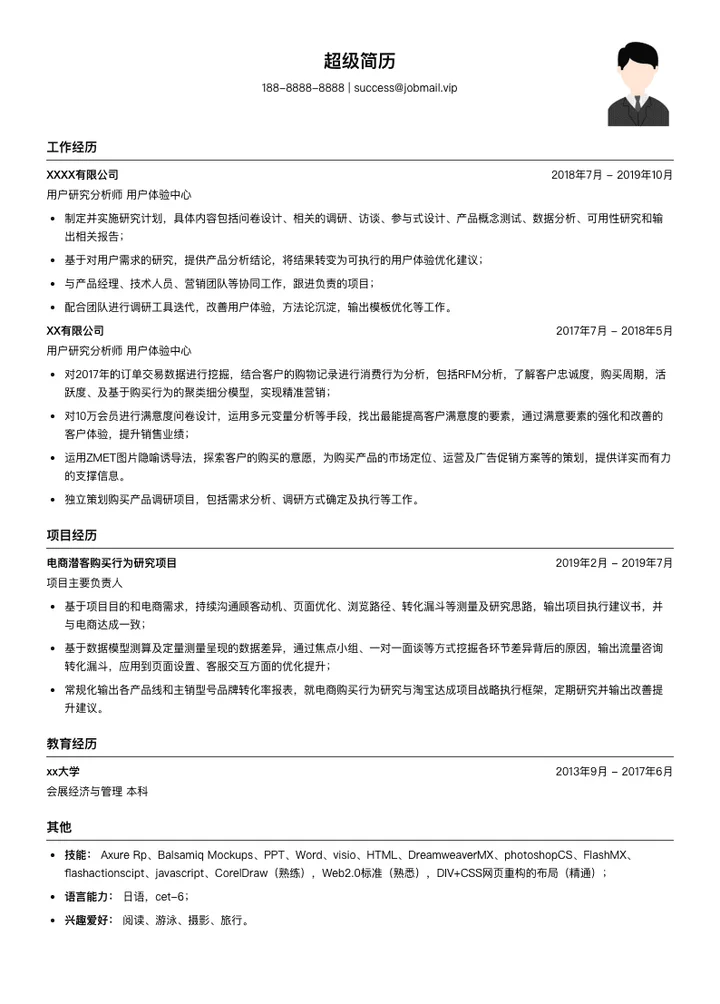 超级简历
188-8888-8888 | success@jobmail.vip
工作经历
XXXX有限公司 2018年7月 – 2019年10月
用户研究分析师 用户体验中心
• 制定并实施研究计划，具体内容包括问卷设计、相关的调研、访谈、参与式设计、产品概念测试、数据分析、可用性研究和输
出相关报告；
• 基于对用户需求的研究，提供产品分析结论，将结果转变为可执行的用户体验优化建议；
• 与产品经理、技术人员、营销团队等协同工作，跟进负责的项目；
• 配合团队进行调研工具迭代，改善用户体验，方法论沉淀，输出模板优化等工作。
XX有限公司 2017年7月 – 2018年5月
用户研究分析师 用户体验中心
• 对2017年的订单交易数据进行挖掘，结合客户的购物记录进行消费行为分析，包括RFM分析，了解客户忠诚度，购买周期，活
跃度、及基于购买行为的聚类细分模型，实现精准营销；
• 对10万会员进行满意度问卷设计，运用多元变量分析等手段，找出最能提高客户满意度的要素，通过满意要素的强化和改善的
客户体验，提升销售业绩；
• 运用ZMET图片隐喻诱导法，探索客户的购买的意愿，为购买产品的市场定位、运营及广告促销方案等的策划，提供详实而有力
的支撑信息。
• 独立策划购买产品调研项目，包括需求分析、调研方式确定及执行等工作。
项目经历
电商潜客购买行为研究项目 2019年2月 – 2019年7月
项目主要负责人
• 基于项目目的和电商需求，持续沟通顾客动机、页面优化、浏览路径、转化漏斗等测量及研究思路，输出项目执行建议书，并
与电商达成一致；
• 基于数据模型测算及定量测量呈现的数据差异，通过焦点小组、一对一面谈等方式挖掘各环节差异背后的原因，输出流量咨询
转化漏斗，应用到页面设置、客服交互方面的优化提升；
• 常规化输出各产品线和主销型号品牌转化率报表，就电商购买行为研究与淘宝达成项目战略执行框架，定期研究并输出改善提
升建议。
教育经历
xx大学 2013年9月 – 2017年6月
会展经济与管理 本科
其他
• 技能： Axure Rp、Balsamiq Mockups、PPT、Word、visio、HTML、DreamweaverMX、photoshopCS、FlashMX、
flashactionscipt、javascript、CorelDraw（熟练），Web2.0标准（熟悉），DIV+CSS网页重构的布局（精通）；
• 语言能力： 日语，cet-6；
• 兴趣爱好： 阅读、游泳、摄影、旅行。